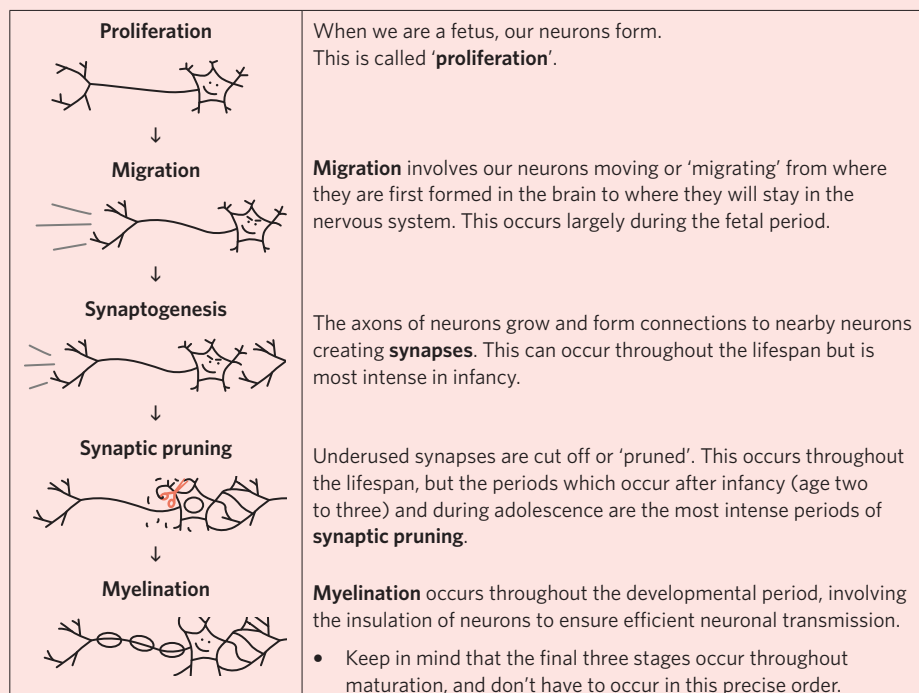 Proliferation
When we are a fetus, our neurons form.
This is called ‘proliferation’.
↓
Migration
Migration involves our neurons moving or ‘migrating’ from where
they are first formed in the brain to where they will stay in the
nervous system. This occurs largely during the fetal period.
↓
Synaptogenesis
The axons of neurons grow and form connections to nearby neurons
creating synapses. This can occur throughout the lifespan but is
most intense in infancy.
↓
Synaptic pruning
Underused synapses are cut off or ‘pruned’. This occurs throughout
the lifespan, but the periods which occur after infancy (age two
to three) and during adolescence are the most intense periods of
synaptic pruning.
↓
Myelination
Myelination occurs throughout the developmental period, involving
the insulation of neurons to ensure efficient neuronal transmission.
• Keep in mind that the final three stages occur throughout
maturation, and don’t have to occur in this precise order.